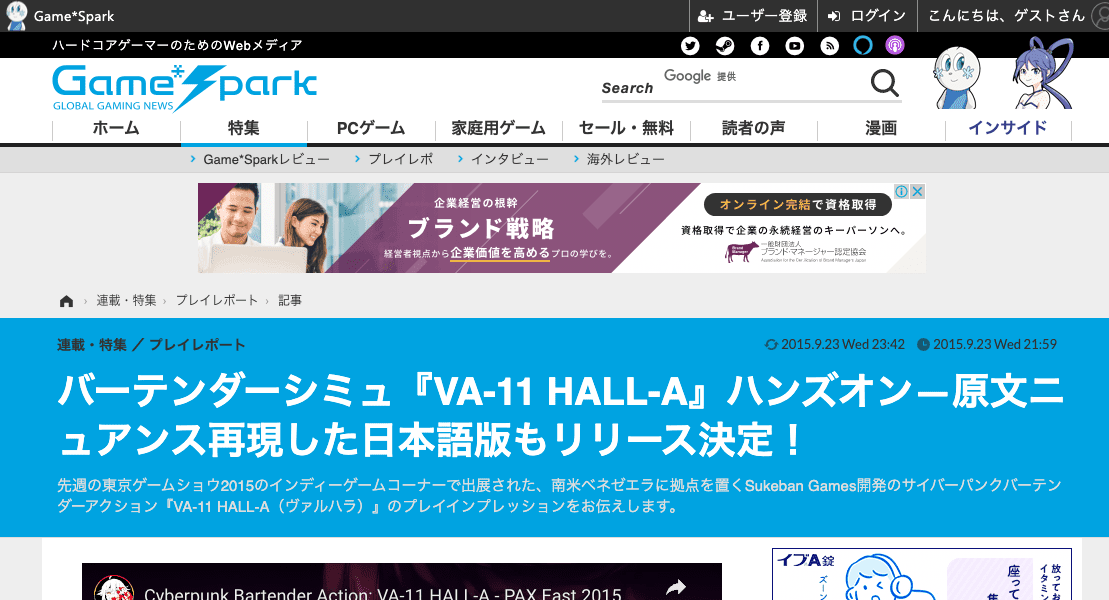 Game*Spark
ユーザー登録
ログイン
こんにちは、ゲストさん
ハードコアゲーマーのためのWebメディア
Game*Spark
GLOBAL GAMING NEWS
Search
Google 提供
ホーム
特集
PCゲーム
家庭用ゲーム
セール・無料
読者の声
漫画
インサイド
Game*Sparkレビュー
プレイレポ
インタビュー
海外レビュー
企業経営の根幹
ブランド戦略
経営者視点から企業価値を高めるプロの学びを。
オンライン完結で資格取得
資格取得で企業の永続経営のキーパーソンへ。
一般財団法人
ブランド・マネージャー認定協会
連載・特集 › プレイレポート › 記事
連載・特集 ／ プレイレポート
2015.9.23 Wed 23:42
2015.9.23 Wed 21:59
バーテンダーシミュ『VA-11 HALL-A』ハンズオン－原文ニ
ュアンス再現した日本語版もリリース決定！
先週の東京ゲームショウ2015のインディーゲームコーナーで出展された、南米ベネゼエラに拠点を置くSukeban Games開発のサイバーパンクバーテン
ダーアクション『VA-11 HALL-A（ヴァルハラ）』のプレイインプレッションをお伝えします。
Cyberpunk Bartender Action: VA-11 HALL-A - PAX East 2015
イブA錠